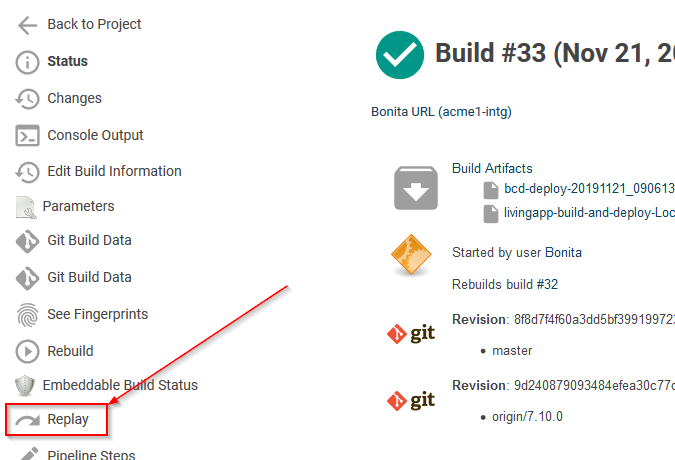 Back to Project
Status
Changes
Console Output
Edit Build Information
Parameters
Git Build Data
Git Build Data
See Fingerprints
Rebuild
Embeddable Build Status
Replay
Pipeline Steps
Build #33 (Nov 21, 20
Bonita URL (acme1-intg)
Build Artifacts
bcd-deploy-20191121_090613
livingapp-build-and-deploy-Loc
Started by user Bonita
Rebuilds build #32
git Revision: 8f8d7f4f60a3dd5bf399199723
• master
git Revision: 9d240879093484efea30c77c
• origin/7.10.0